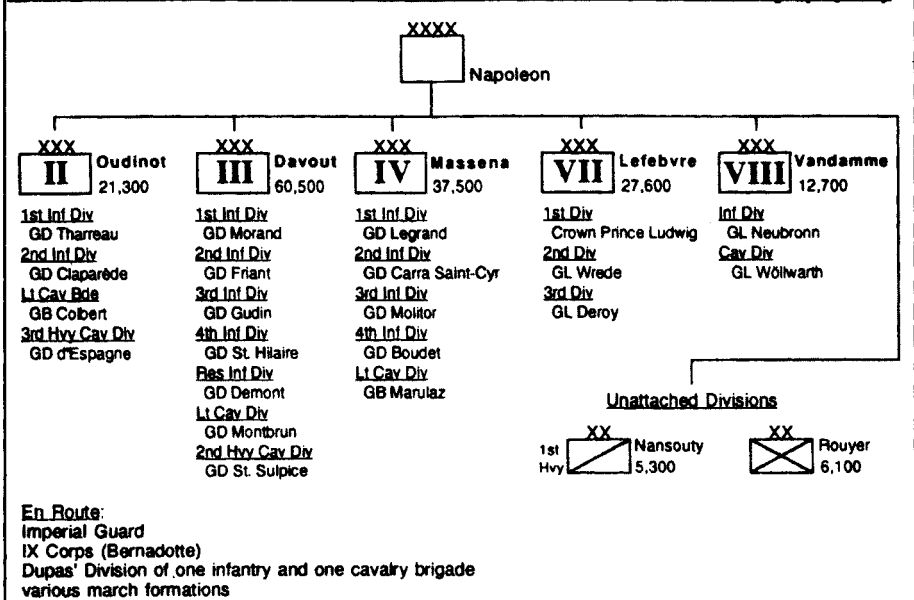 XXXX
Napoleon
XXX
II
Oudinot
21,300
1st Inf Div
GD Tharreau
2nd Inf Div
GD Claparède
Lt Cav Bde
GB Colbert
3rd Hvy Cav Div
GD d'Espagne
XXX
III
Davout
60,500
1st Inf Div
GD Morand
2nd Inf Div
GD Friant
3rd Inf Div
GD Gudin
4th Inf Div
GD St. Hilaire
Res Inf Div
GD Demont
Lt Cav Div
GD Montbrun
2nd Hvy Cav Div
GD St. Sulpice
XXX
IV
Massena
37,500
1st Inf Div
GD Legrand
2nd Inf Div
GD Carra Saint-Cyr
3rd Inf Div
GD Molitor
4th Inf Div
GD Boudet
Lt Cav Div
GB Marulaz
XXX
VII
Lefebvre
27,600
1st Div
Crown Prince Ludwig
2nd Div
GL Wrede
3rd Div
GL Deroy
XXX
VIII
Vandamme
12,700
Inf Div
GL Neubronn
Cav Div
GL Wöllwarth
Unattached Divisions
XX
1st
Hvy
Nansouty
5,300
XX
Rouyer
6,100
En Route:
Imperial Guard
IX Corps (Bernadotte)
Dupas' Division of one infantry and one cavalry brigade
various march formations